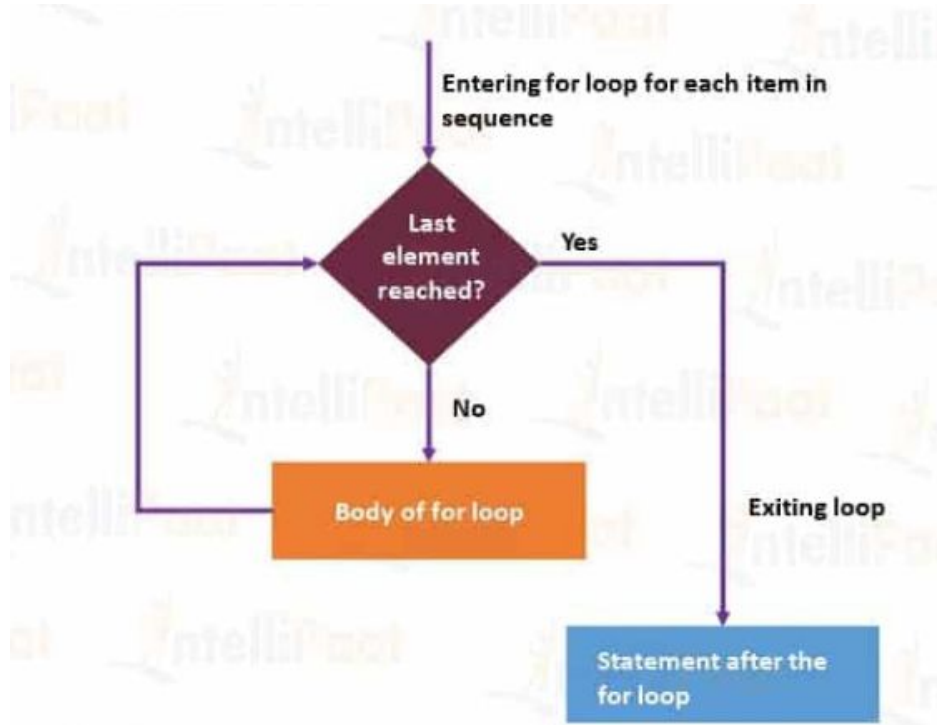 Entering for loop for each item in
sequence
Last
element
reached?
Yes
No
Body of for loop
Exiting loop
Statement after the
for loop